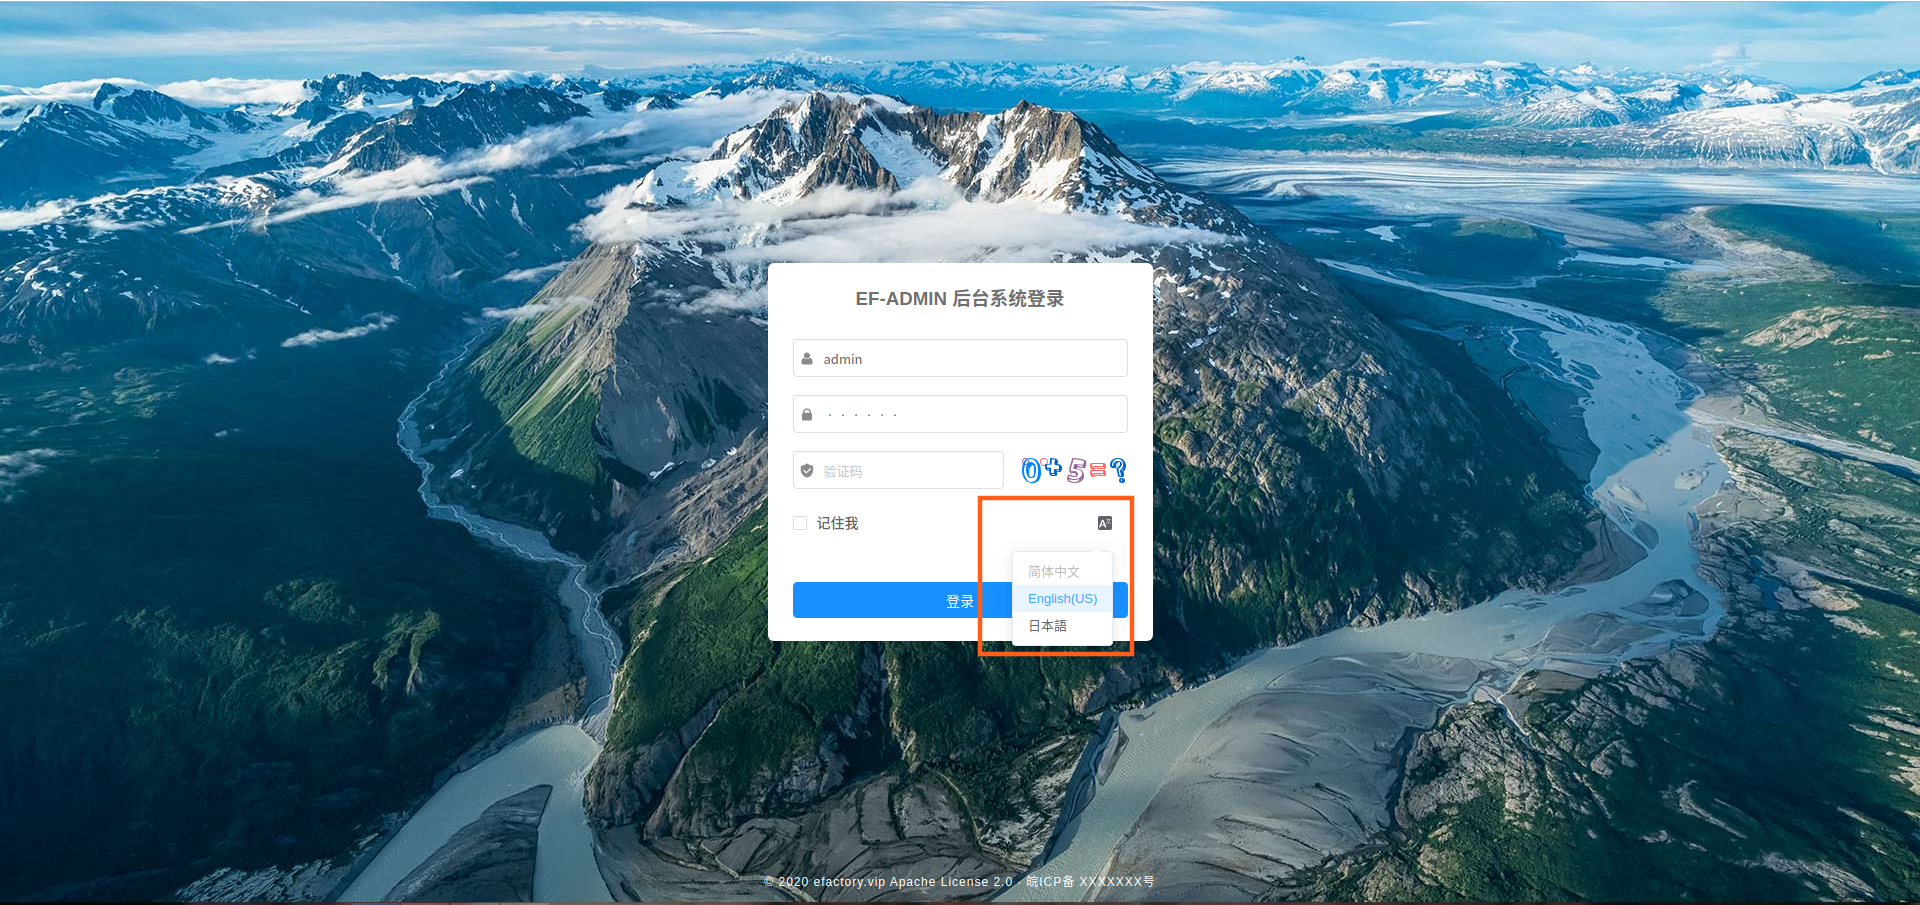 EF-ADMIN 后台系统登录
admin
验证码
0+5=?
记住我
简体中文
English(US)
日本語
登录
© 2020 efactory.vip Apache License 2.0 · 皖ICP备 XXXXXXX号